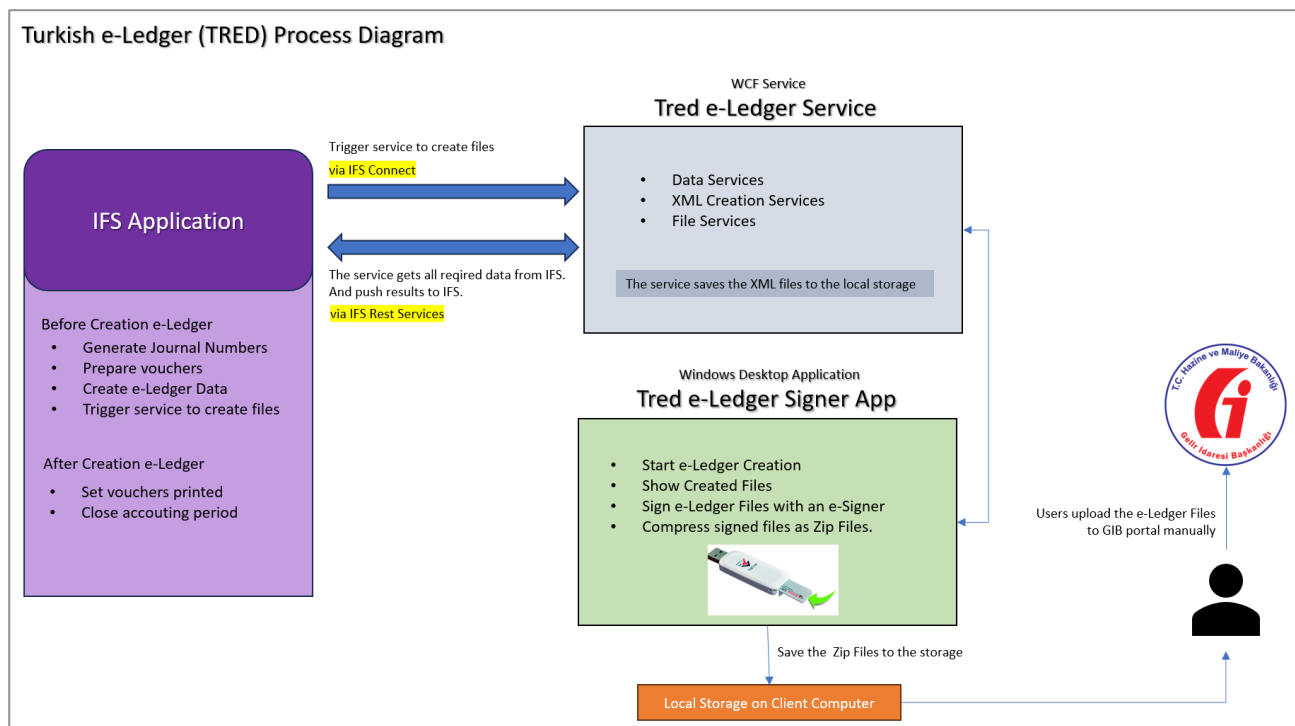 Turkish e-Ledger (TRED) Process Diagram
WCF Service
Tred e-Ledger Service
Trigger service to create files
via IFS Connect
IFS Application
• Data Services
• XML Creation Services
• File Services
The service gets all reqired data from IFS.
And push results to IFS.
via IFS Rest Services
The service saves the XML files to the local storage
Before Creation e-Ledger
• Generate Journal Numbers
• Prepare vouchers
• Create e-Ledger Data
• Trigger service to create files
After Creation e-Ledger
• Set vouchers printed
• Close accouting period
Windows Desktop Application
Tred e-Ledger Signer App
• Start e-Ledger Creation
• Show Created Files
• Sign e-Ledger Files with an e-Signer
• Compress signed files as Zip Files.
T.C. Hazine ve Maliye Bakanlığı
Gelir İdaresi Başkanlığı
Users upload the e-Ledger Files
to GIB portal manually
Save the Zip Files to the storage
Local Storage on Client Computer